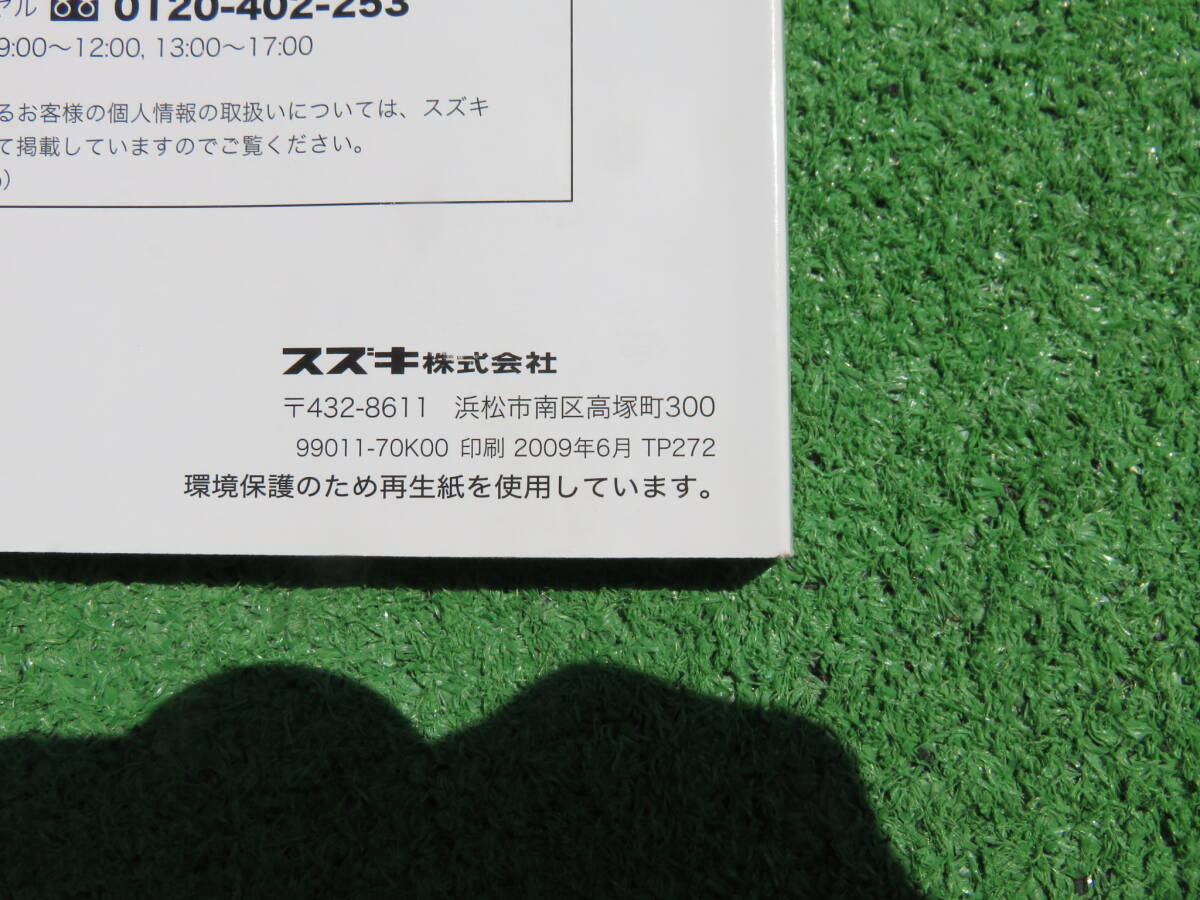 ヤル 0120-402-253
9:00～12:00, 13:00～17:00
るお客様の個人情報の取扱いについては、スズキ
て掲載していますのでご覧ください。
)
スズキ株式会社
〒432-8611 浜松市南区高塚町300
99011-70K00 印刷 2009年6月 TP272
環境保護のため再生紙を使用しています。